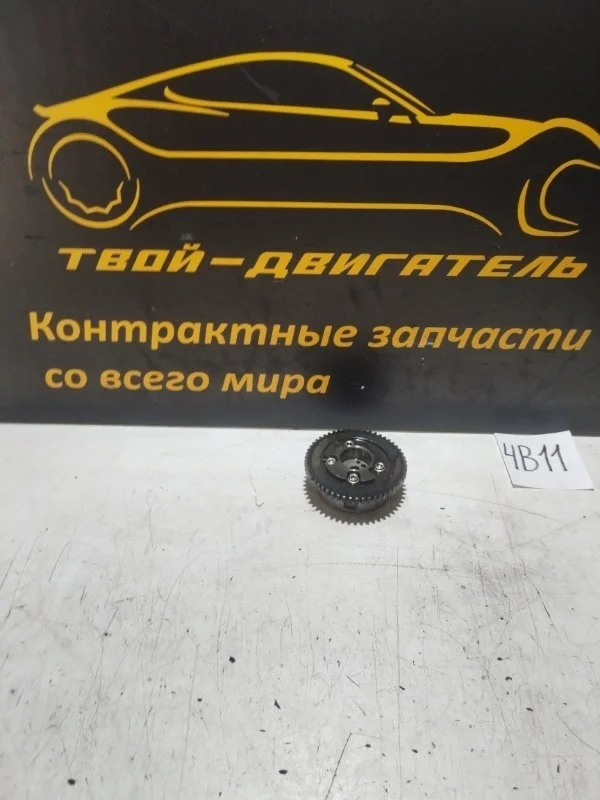 ТВОЙ-ДВИГАТЕЛЬ
Контрактные запчасти
со всего мира
4B11